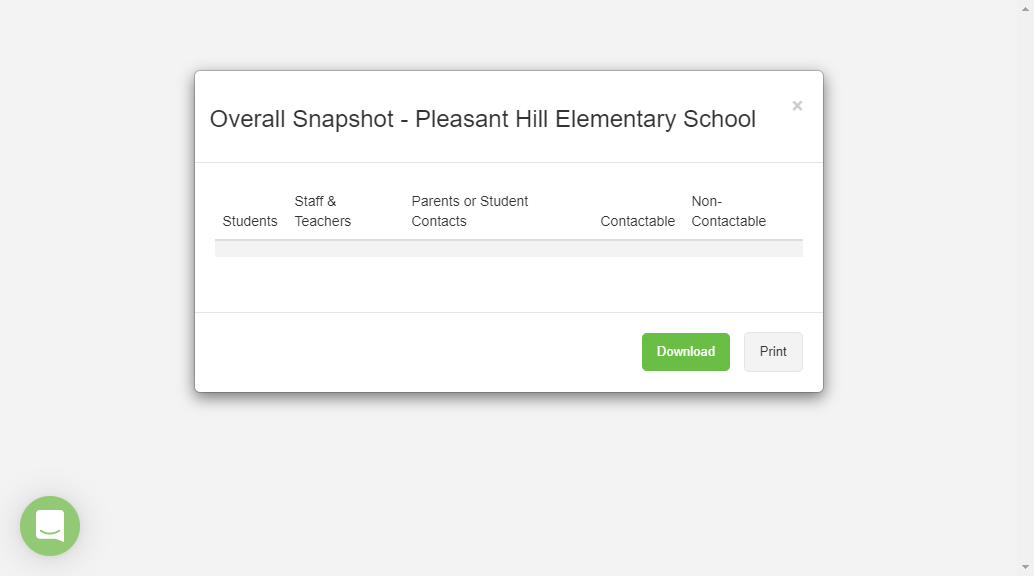 Overall Snapshot - Pleasant Hill Elementary School
×
Students
Staff &
Teachers
Parents or Student
Contacts
Contactable
Non-
Contactable
Download
Print